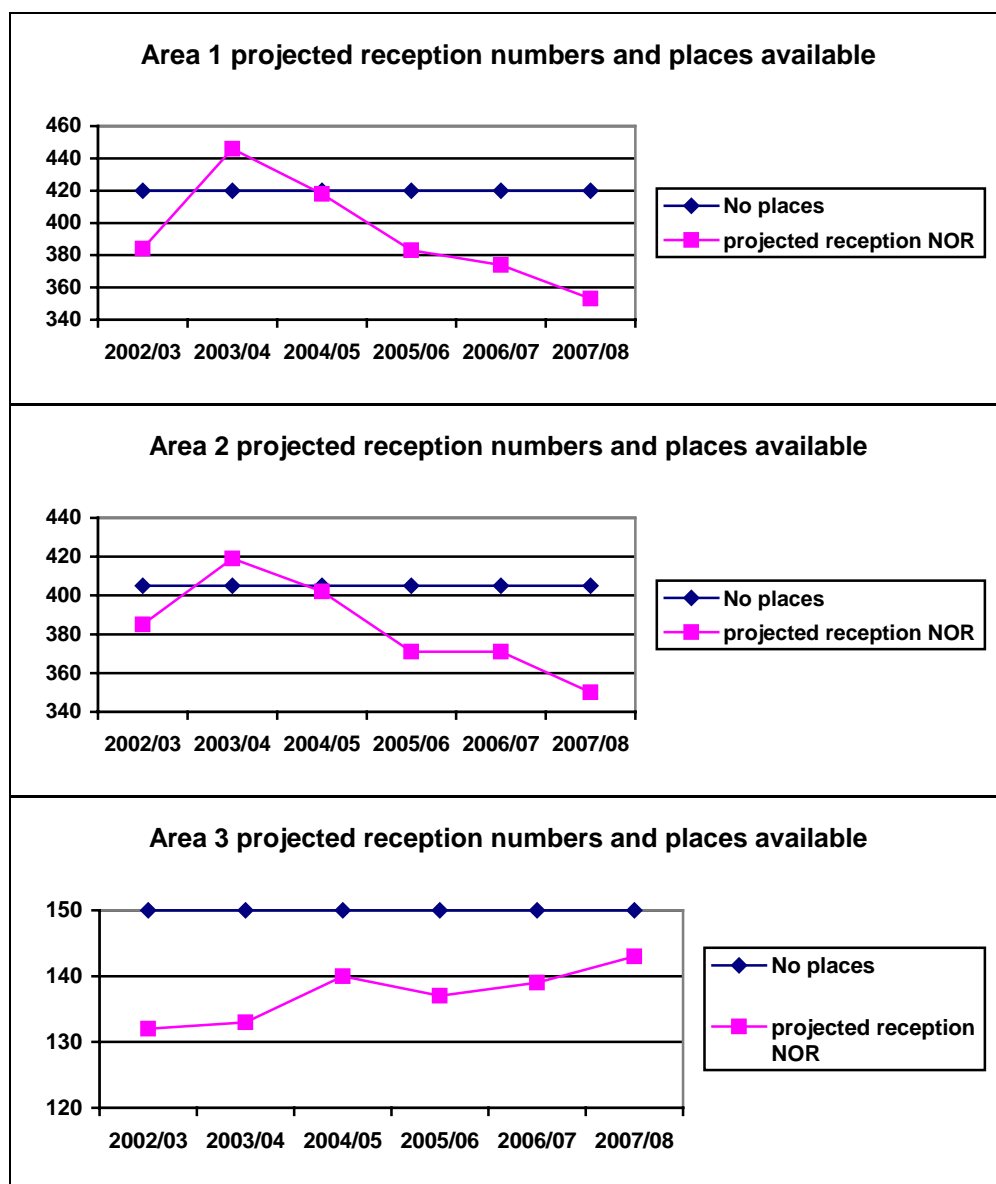 Area 1 projected reception numbers and places available
460
440
420
400
380
360
340
2002/03 2003/04 2004/05 2005/06 2006/07 2007/08
No places
projected reception NOR
Area 2 projected reception numbers and places available
440
420
400
380
360
340
2002/03 2003/04 2004/05 2005/06 2006/07 2007/08
No places
projected reception NOR
Area 3 projected reception numbers and places available
150
140
130
120
2002/03 2003/04 2004/05 2005/06 2006/07 2007/08
No places
projected reception
NOR